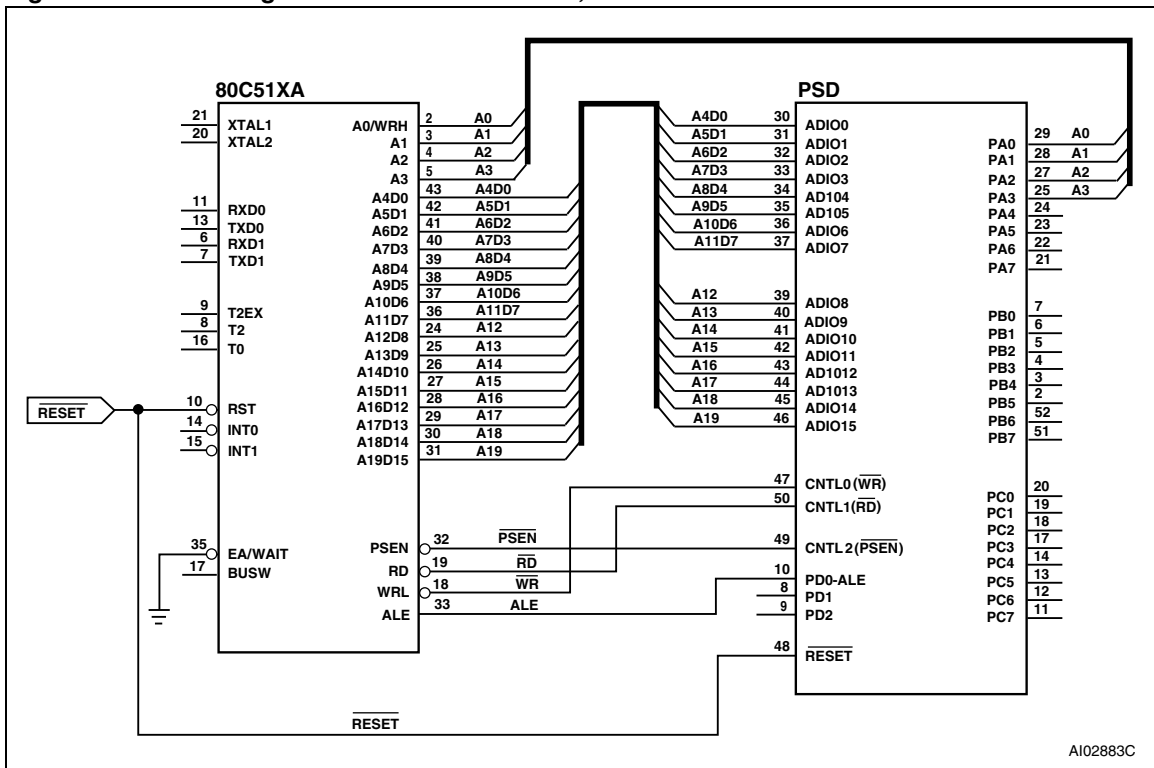 80C51XA
21 XTAL1
20 XTAL2
11 RXD0
13 TXD0
6 RXD1
7 TXD1
9 T2EX
8 T2
16 T0
RESET
10 RST
14 INT0
15 INT1
35 EA/WAIT
17 BUSW
A0/WRH 2 A0
A1 3 A1
A2 4 A2
A3 5 A3
A4D0 43 A4D0
A5D1 42 A5D1
A6D2 41 A6D2
A7D3 40 A7D3
A8D4 39 A8D4
A9D5 38 A9D5
A10D6 37 A10D6
A11D7 36 A11D7
A12D8 24 A12
A13D9 25 A13
A14D10 26 A14
A15D11 27 A15
A16D12 28 A16
A17D13 29 A17
A18D14 30 A18
A19D15 31 A19
PSEN 32 PSEN
RD 19 RD
WRL 18 WR
ALE 33 ALE
PSD
A4D0 30 ADIO0
A5D1 31 ADIO1
A6D2 32 ADIO2
A7D3 33 ADIO3
A8D4 34 AD104
A9D5 35 AD105
A10D6 36 ADIO6
A11D7 37 ADIO7
A12 39 ADIO8
A13 40 ADIO9
A14 41 ADIO10
A15 42 ADIO11
A16 43 AD1012
A17 44 AD1013
A18 45 ADIO14
A19 46 ADIO15
47 CNTL0(WR)
50 CNTL1(RD)
49 CNTL2(PSEN)
10 PD0-ALE
8 PD1
9 PD2
48 RESET
PA0 29 A0
PA1 28 A1
PA2 27 A2
PA3 25 A3
PA4 24
PA5 23
PA6 22
PA7 21
PB0 7
PB1 6
PB2 5
PB3 4
PB4 3
PB5 2
PB6 52
PB7 51
PC0 20
PC1 19
PC2 18
PC3 17
PC4 14
PC5 13
PC6 12
PC7 11
RESET
AI02883C